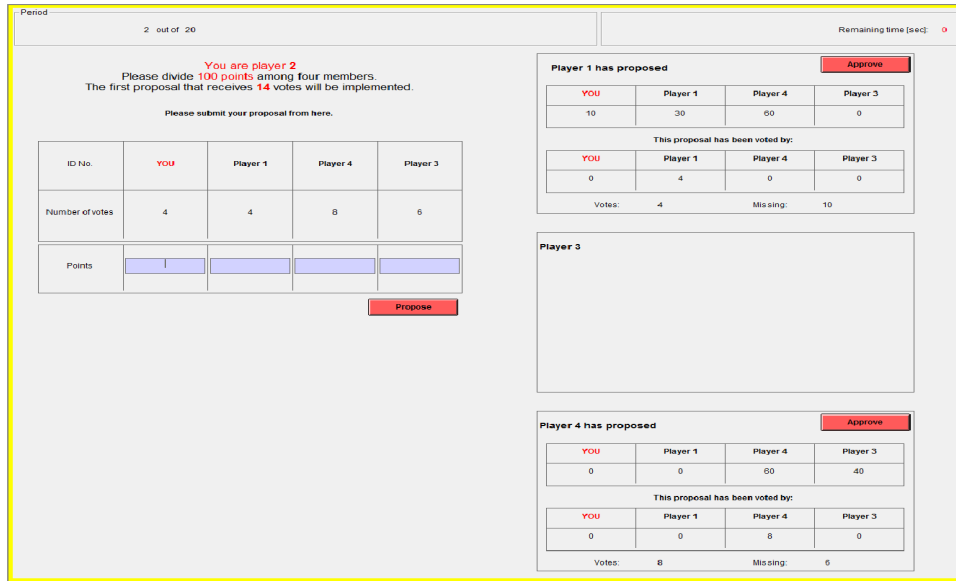 Period
2 out of 20
Remaining time [sec]: 0
You are player 2
Please divide 100 points among four members.
The first proposal that receives 14 votes will be implemented.
Please submit your proposal from here.
ID No. YOU Player 1 Player 4 Player 3
Number of votes 4 4 8 6
Points
Propose
Player 1 has proposed
Approve
YOU Player 1 Player 4 Player 3
10 30 60 0
This proposal has been voted by:
YOU Player 1 Player 4 Player 3
0 4 0 0
Votes: 4 Missing: 10
Player 3
Player 4 has proposed
Approve
YOU Player 1 Player 4 Player 3
0 0 60 40
This proposal has been voted by:
YOU Player 1 Player 4 Player 3
0 0 8 0
Votes: 8 Missing: 6